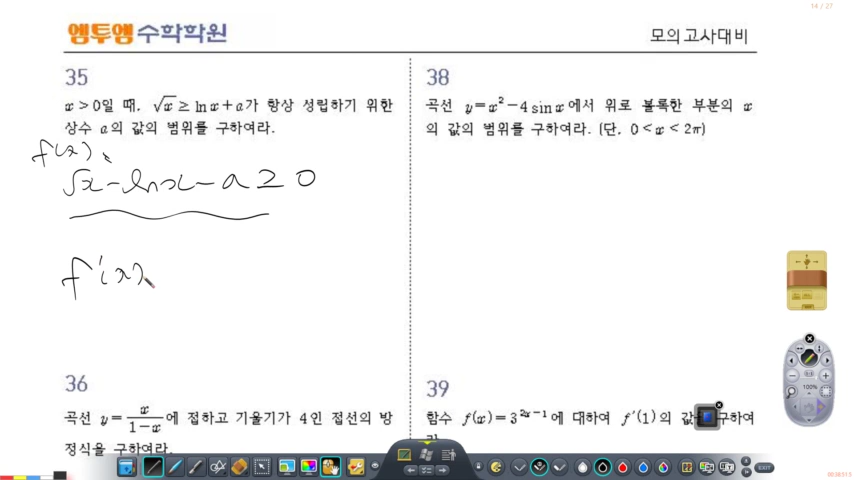 14 / 27
엠투엠 수학학원
모의고사대비
35
x > 0일 때, √x ≥ ln x + a가 항상 성립하기 위한
상수 a의 값의 범위를 구하여라.
f(x) =
√x - ln x - a ≥ 0
f'(x)
36
곡선 y = x/(1-x) 에 접하고 기울기가 4인 접선의 방
정식을 구하여라.
38
곡선 y = x² - 4 sin x에서 위로 볼록한 부분의 x
의 값의 범위를 구하여라. (단, 0 < x < 2π)
39
함수 f(x) = 3^(2x-1) 에 대하여 f'(1)의 값 구하여
100%
EXIT